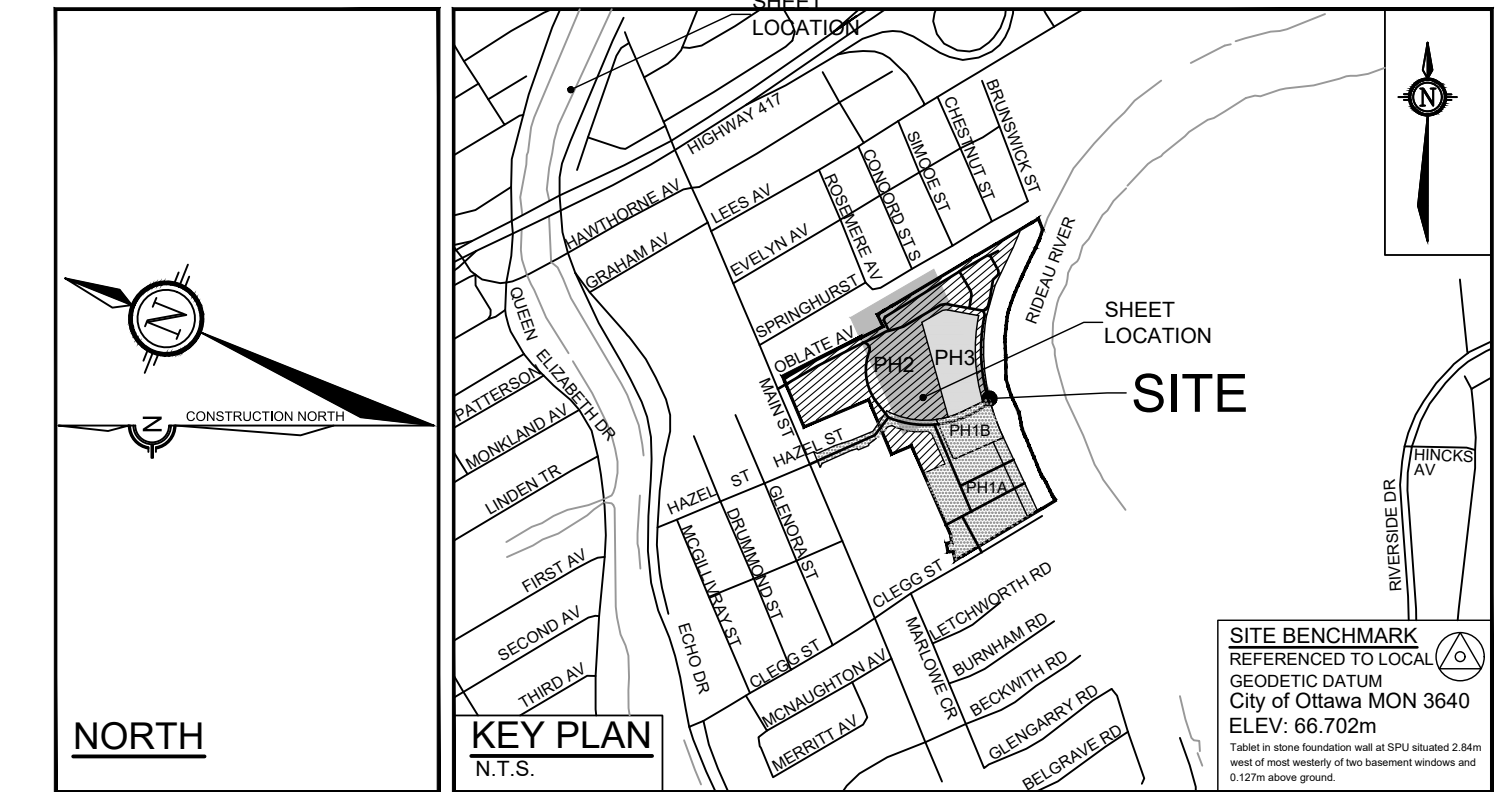 SHEET
LOCATION
N
N
CONSTRUCTION NORTH
NORTH
N
HIGHWAY 417
HAWTHORNE AV
GRAHAM AV
LEES AV
EVELYN AV
SPRINGHURST
OBLATE AV
ROSEMERE AV
CONCORD ST S
SIMCOE ST
CHESTNUT ST
BRUNSWICK ST
RIDEAU RIVER
QUEEN ELIZABETH DR
PATTERSON
MONKLAND AV
LINDEN TR
FIRST AV
SECOND AV
THIRD AV
MAIN ST
HAZEL ST
HAZEL ST
GLENORA ST
DRUMMOND ST
MCGILLIVRAY ST
ECHO DR
CLEGG ST
CLEGG ST
MCNAUGHTON AV
MERRITT AV
MARLOWE CR
LETCHWORTH RD
BURNHAM RD
BECKWITH RD
GLENGARRY RD
BELGRAVE RD
PH2
PH3
PH1B
PH1A
SHEET
LOCATION
SITE
HINCKS
AV
RIVERSIDE DR
KEY PLAN
N.T.S.
SITE BENCHMARK
REFERENCED TO LOCAL
GEODETIC DATUM
City of Ottawa MON 3640
ELEV: 66.702m
Tablet in stone foundation wall at SPU situated 2.84m
west of most westerly of two basement windows and
0.127m above ground.